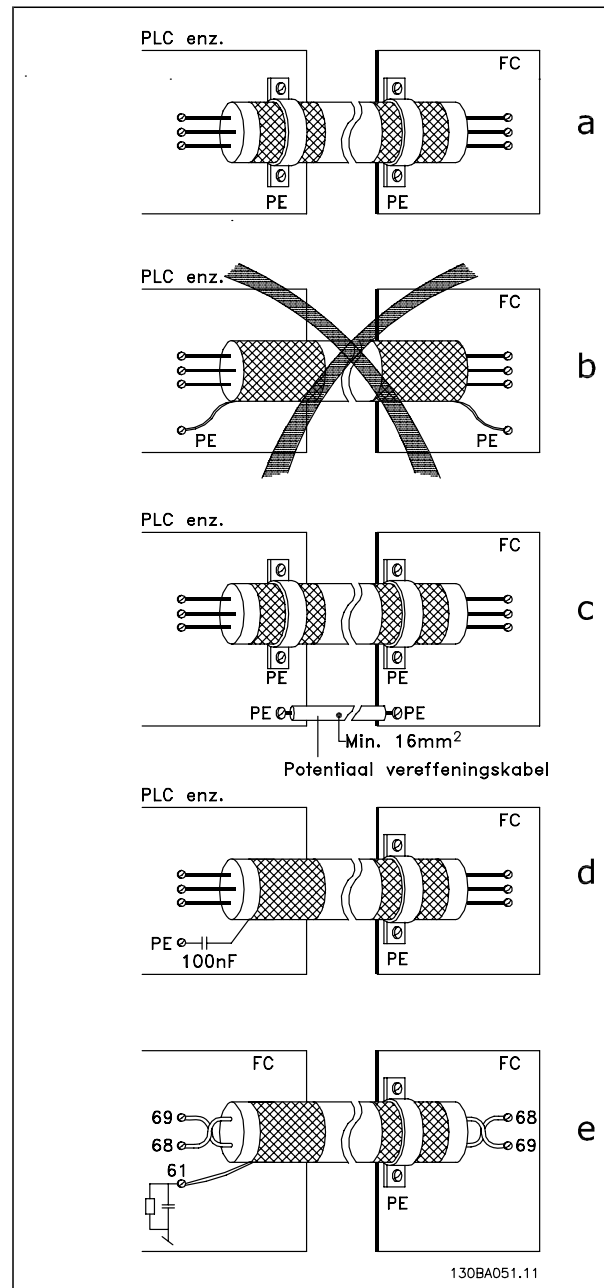 PLC enz.
FC
PE
PE
a
PLC enz.
FC
PE
PE
b
PLC enz.
FC
PE
PE
PE
PE
Min. 16mm²
Potentiaal vereffeningskabel
c
PLC enz.
FC
PE
100nF
PE
d
FC
FC
69
68
61
68
69
PE
e
130BA051.11